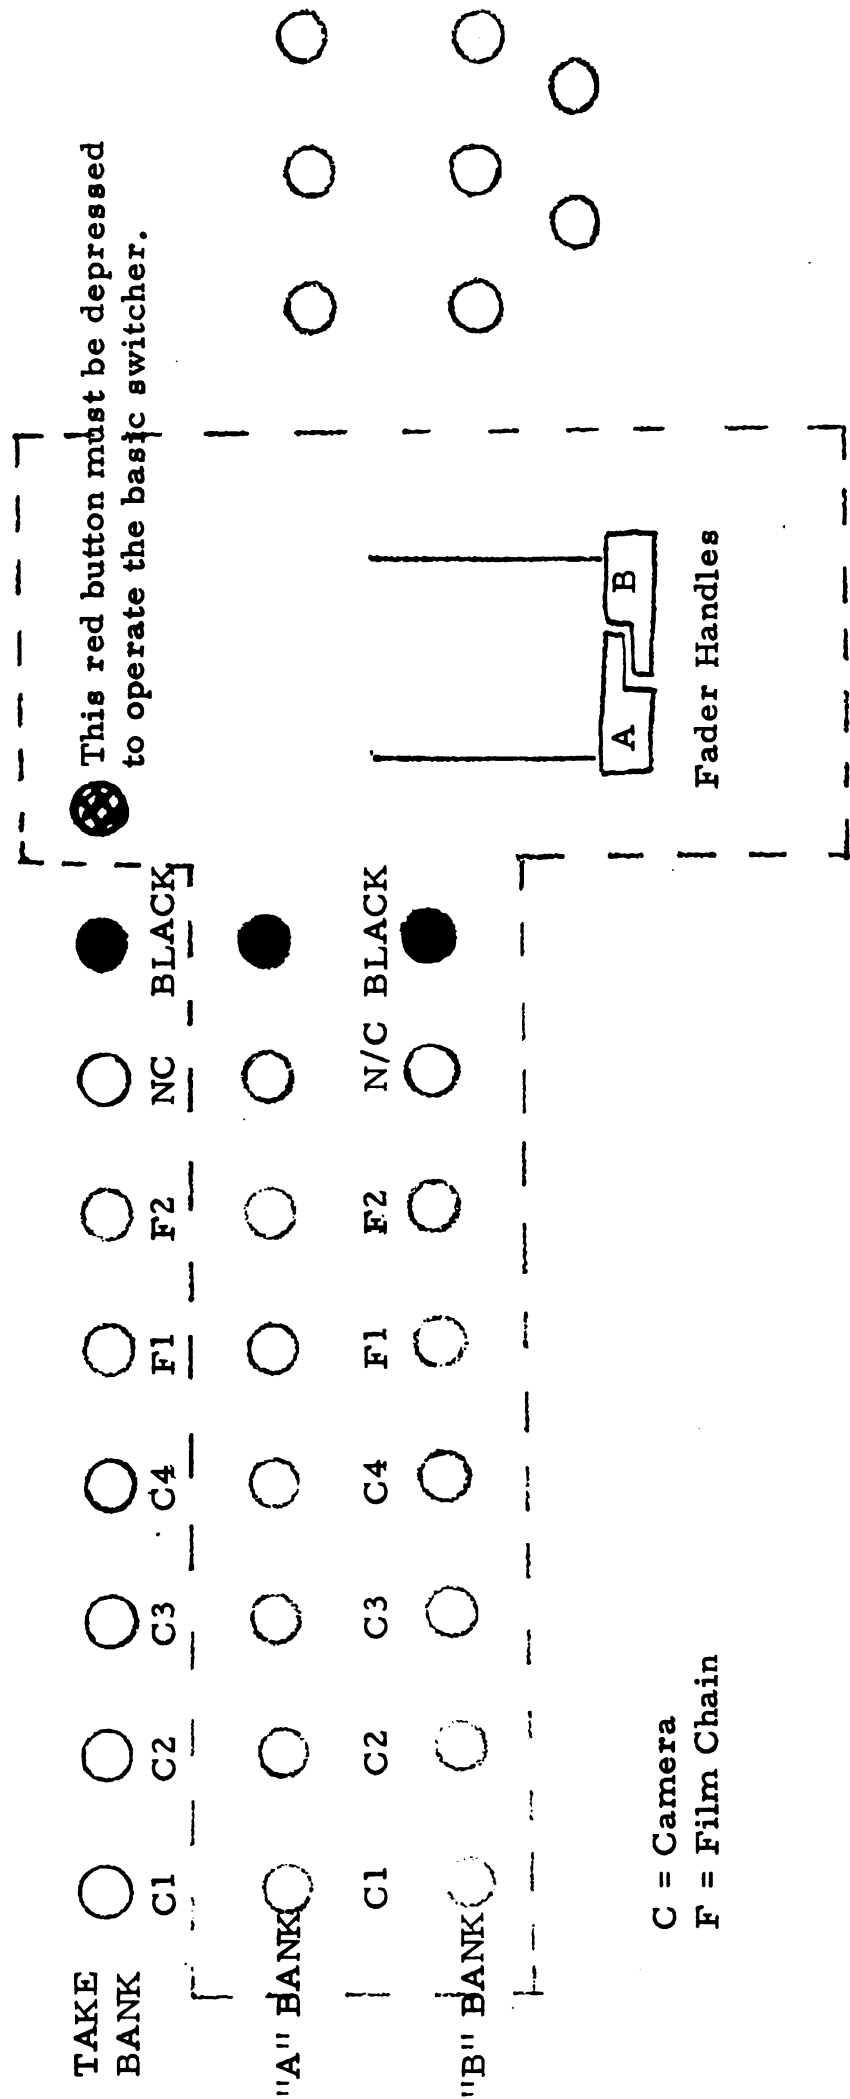 TAKE
BANK
This red button must be depressed
to operate the basic switcher.
C1 C2 C3 C4 F1 F2 NC BLACK
"A" BANK
C1 C2 C3 C4 F1 F2 N/C BLACK
"B" BANK
A B
Fader Handles
C = Camera
F = Film Chain